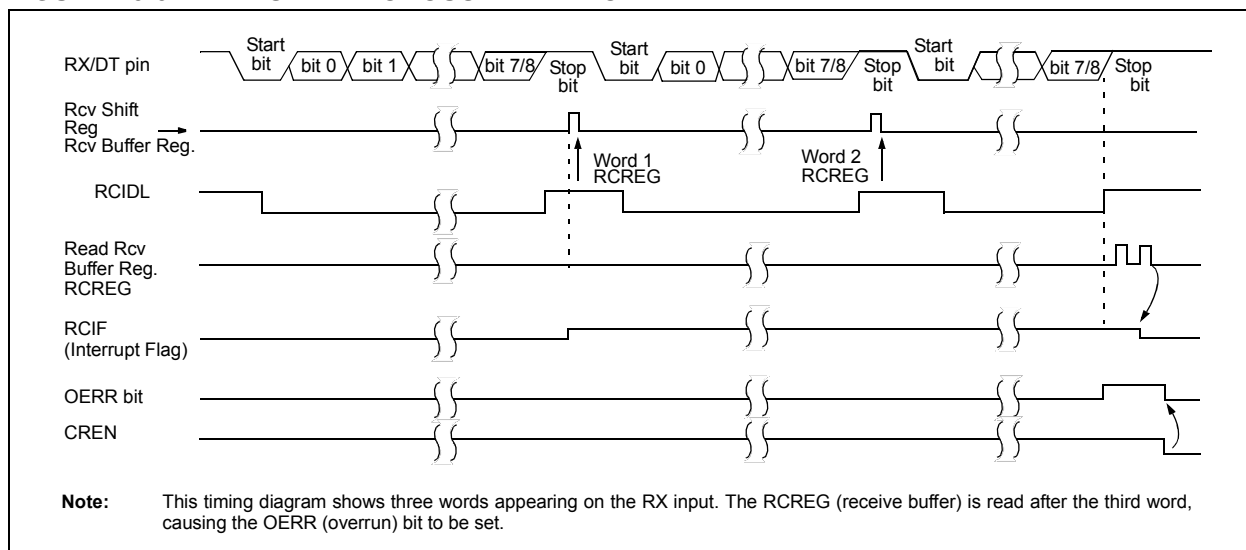 Start
bit
bit 0
bit 1
bit 7/8
Stop
bit
Start
bit
bit 0
bit 7/8
Stop
bit
Start
bit
bit 7/8
Stop
bit
RX/DT pin
Rcv Shift
Reg
Rcv Buffer Reg.
Word 1
RCREG
Word 2
RCREG
RCIDL
Read Rcv
Buffer Reg.
RCREG
RCIF
(Interrupt Flag)
OERR bit
CREN
Note: This timing diagram shows three words appearing on the RX input. The RCREG (receive buffer) is read after the third word,
causing the OERR (overrun) bit to be set.